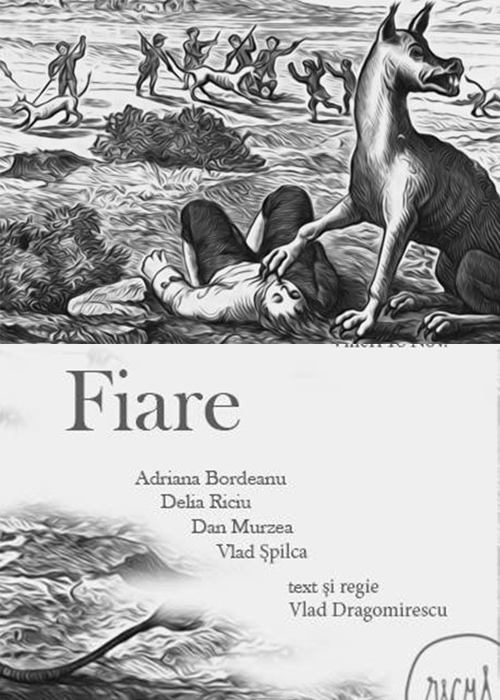 Fiare
Adriana Bordeanu
Delia Riciu
Dan Murzea
Vlad Șpilca
text și regie
Vlad Dragomirescu